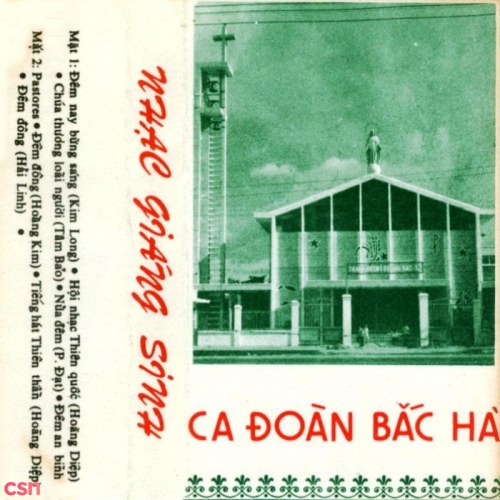 Mặt 1: Đêm nay bừng sáng (Kim Long) • Hội nhạc Thiên quốc (Hoàng Diệp)
• Chúa thương loài người (Tâm Bảo) • Nửa đêm (P. Đạt) • Đêm an bình
Mặt 2: Pastores • Đêm đông (Hoàng Kim) • Tiếng hát Thiên thần (Hoàng Diệp
• Đêm đông (Hải Linh) •
NHẠC GIÁNG SINH
CA ĐOÀN BẮC HÀ
CSN